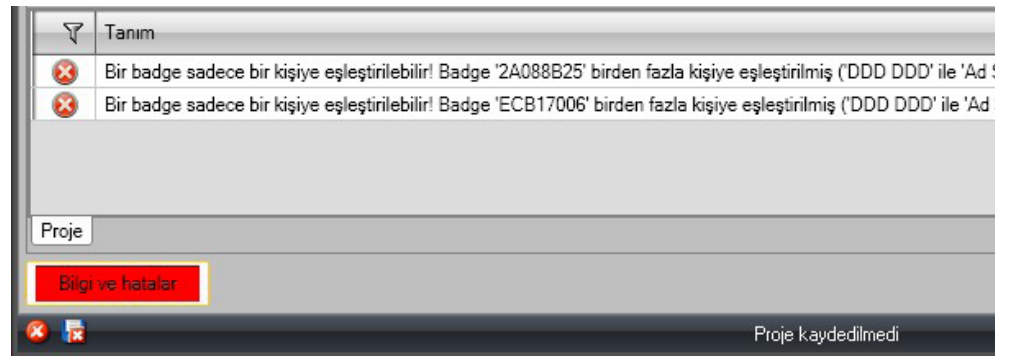 Tanım
Bir badge sadece bir kişiye eşleştirilebilir! Badge '2A088B25' birden fazla kişiye eşleştirilmiş ('DDD DDD' ile 'Ad
Bir badge sadece bir kişiye eşleştirilebilir! Badge 'ECB17006' birden fazla kişiye eşleştirilmiş ('DDD DDD' ile 'Ad
Proje
Bilgi ve hatalar
Proje kaydedilmedi